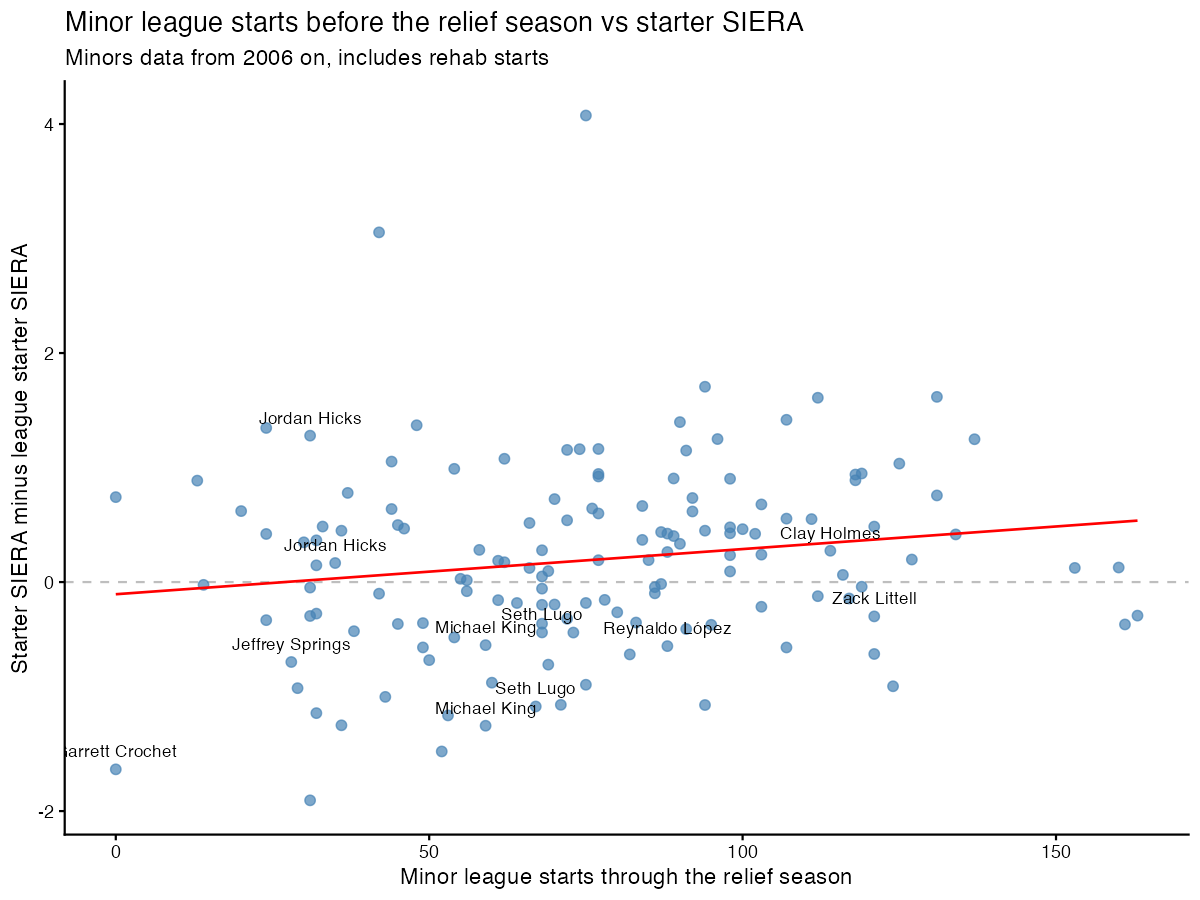 Minor league starts before the relief season vs starter SIERA
Minors data from 2006 on, includes rehab starts
Starter SIERA minus league starter SIERA
4
2
0
-2
Jordan Hicks
Jordan Hicks
Clay Holmes
Zack Littell
Seth Lugo
Michael King
Reynaldo López
Jeffrey Springs
Seth Lugo
Michael King
Garrett Crochet
0
50
100
150
Minor league starts through the relief season